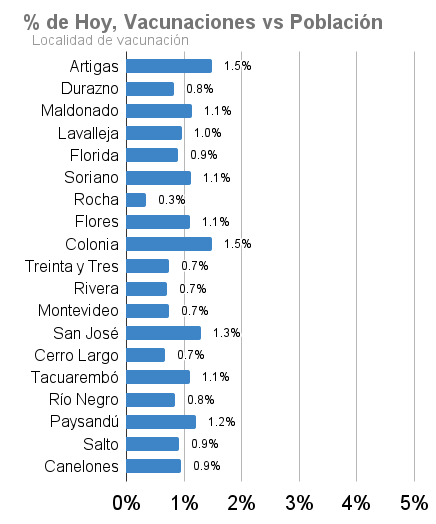 % de Hoy, Vacunaciones vs Población
Localidad de vacunación
Artigas 1.5%
Durazno 0.8%
Maldonado 1.1%
Lavalleja 1.0%
Florida 0.9%
Soriano 1.1%
Rocha 0.3%
Flores 1.1%
Colonia 1.5%
Treinta y Tres 0.7%
Rivera 0.7%
Montevideo 0.7%
San José 1.3%
Cerro Largo 0.7%
Tacuarembó 1.1%
Río Negro 0.8%
Paysandú 1.2%
Salto 0.9%
Canelones 0.9%
0% 1% 2% 3% 4% 5%